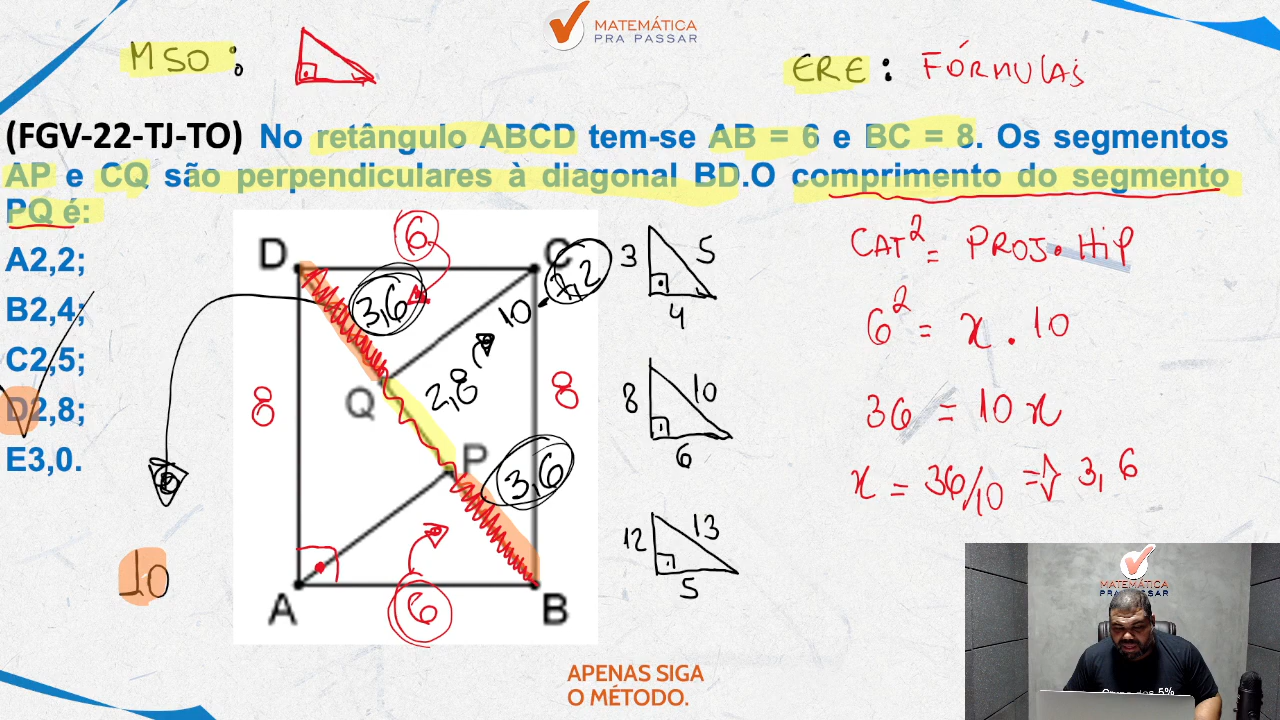 MATEMÁTICA
PRA PASSAR
MSO:
ERE: FÓRMULAS
(FGV-22-TJ-TO) No retângulo ABCD tem-se AB = 6 e BC = 8. Os segmentos
AP e CQ são perpendiculares à diagonal BD.O comprimento do segmento
PQ é:
A2,2;
B2,4;
C2,5;
D2,8;
E3,0.
10
D
6
C
3,6
10 - 7,2
8
Q
2,8
8
P
3,6
A
6
B
3
5
4
8
10
6
12
13
5
CAT² = PROJ. HIP
6² = x . 10
36 = 10x
x = 36/10 => 3,6
MATEMÁTICA
PRA PASSAR
APENAS SIGA
O MÉTODO.